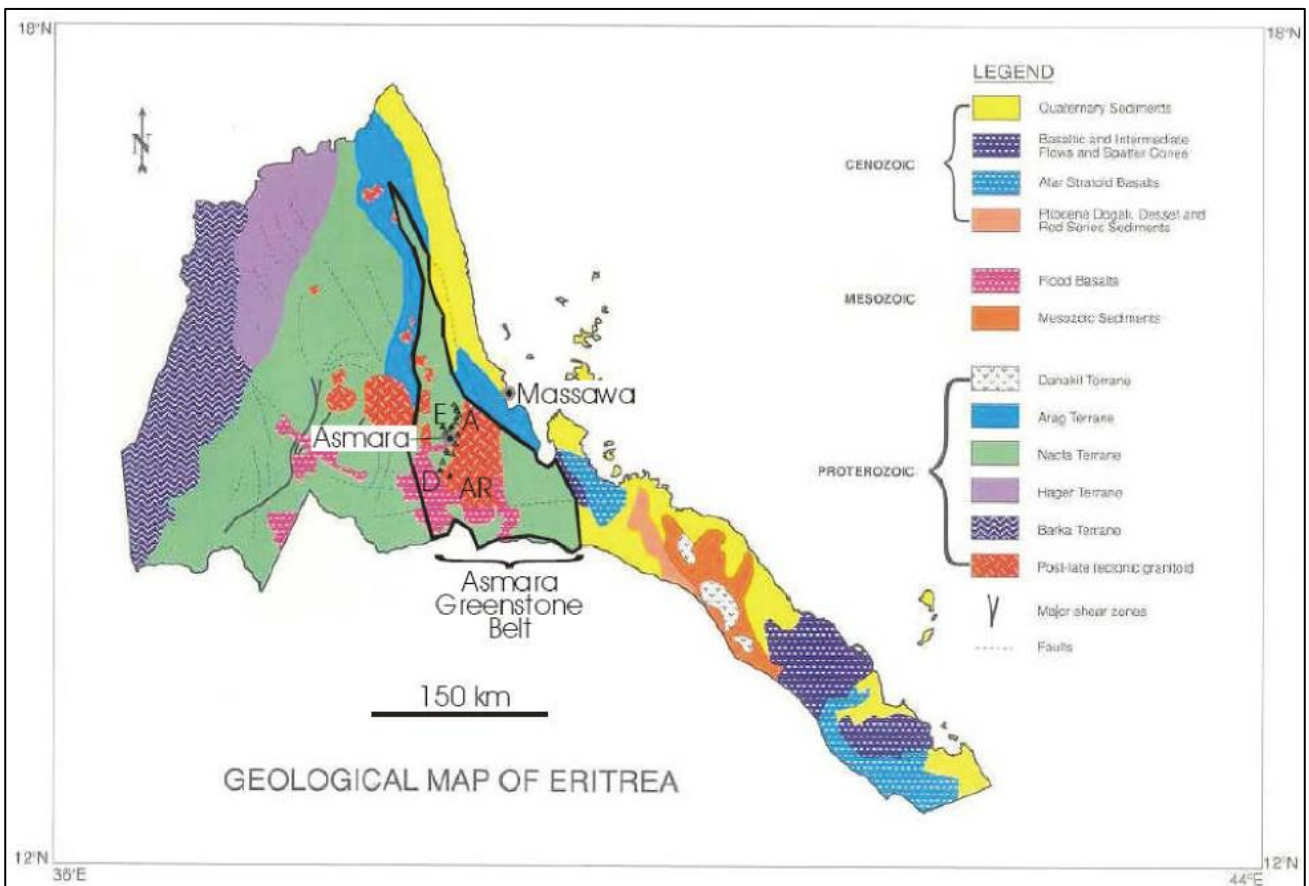 18°N
18°N
N
LEGEND
CENOZOIC
Quaternary Sediments
Basaltic and Intermediate
Flows and Spatter Cones
Afar Stratoid Basalts
Pliocene Dogali, Desset and
Red Series Sediments
MESOZOIC
Flood Basalts
Mesozoic Sediments
PROTEROZOIC
Danakil Terrane
Arag Terrane
Nacfa Terrane
Hager Terrane
Barka Terrane
Post-late tectonic granitoid
Major shear zones
Faults
Massawa
E
A
Asmara
D
AR
Asmara
Greenstone
Belt
150 km
GEOLOGICAL MAP OF ERITREA
12°N
12°N
36°E
44°E